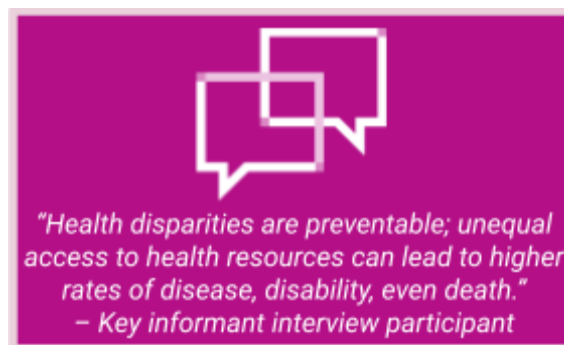 “Health disparities are preventable; unequal
access to health resources can lead to higher
rates of disease, disability, even death.“
– Key informant interview participant